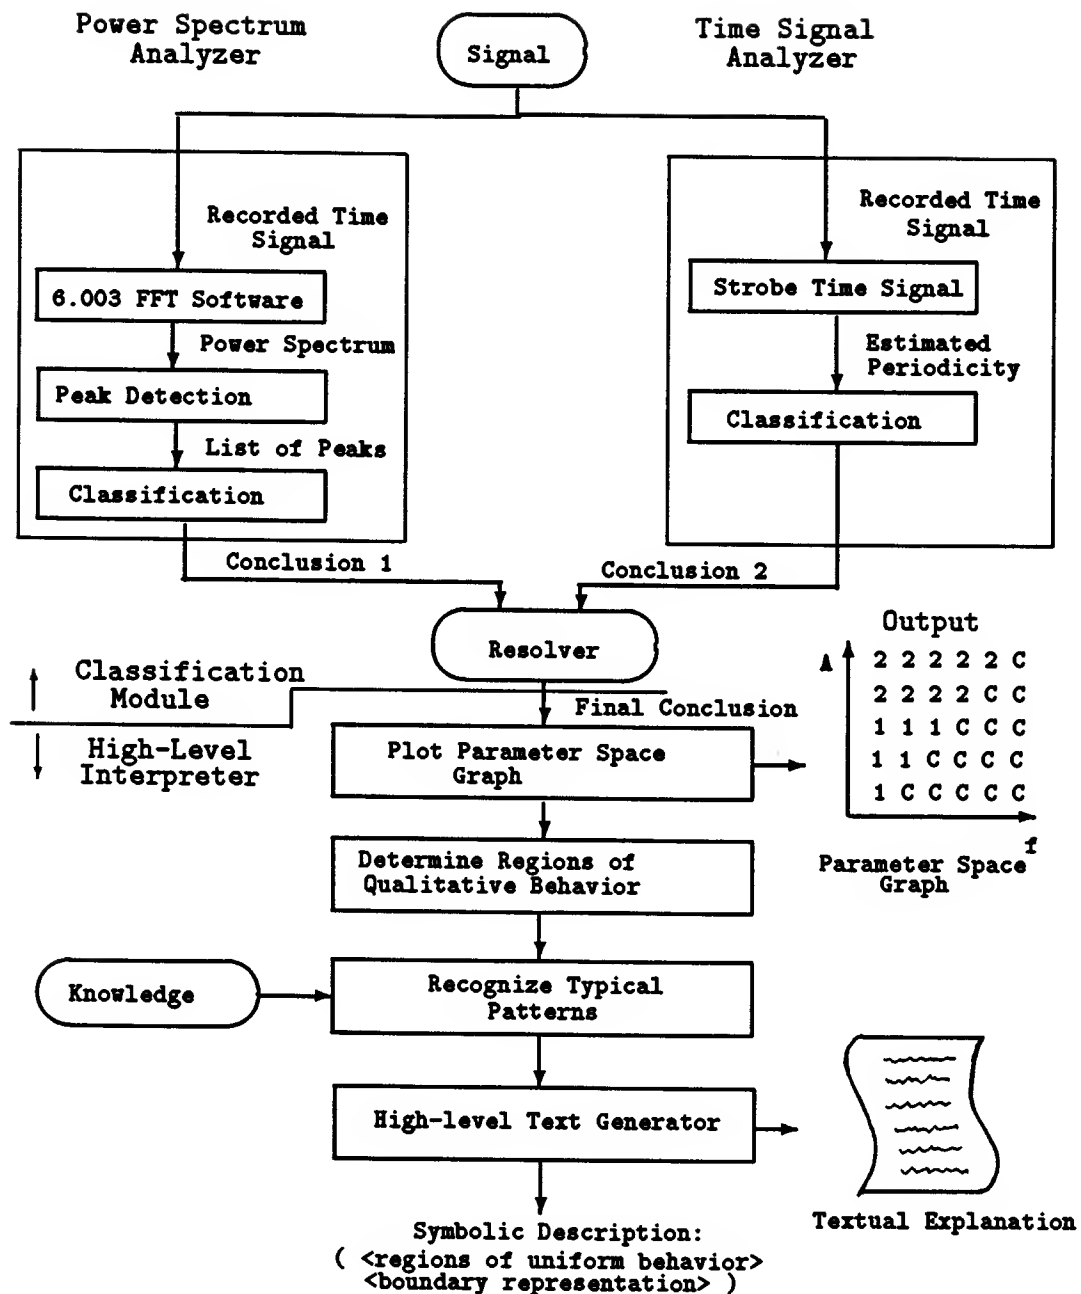 Power Spectrum
Analyzer
Signal
Time Signal
Analyzer
Recorded Time
Signal
6.003 FFT Software
Power Spectrum
Peak Detection
List of Peaks
Classification
Conclusion 1
Recorded Time
Signal
Strobe Time Signal
Estimated
Periodicity
Classification
Conclusion 2
Resolver
Classification
Module
High-Level
Interpreter
Final Conclusion
Plot Parameter Space
Graph
Output
A
2 2 2 2 2 C
2 2 2 2 C C
1 1 1 C C C
1 1 C C C C
1 C C C C C
f
Parameter Space
Graph
Determine Regions of
Qualitative Behavior
Knowledge
Recognize Typical
Patterns
High-level Text Generator
Textual Explanation
Symbolic Description:
( <regions of uniform behavior>
<boundary representation> )